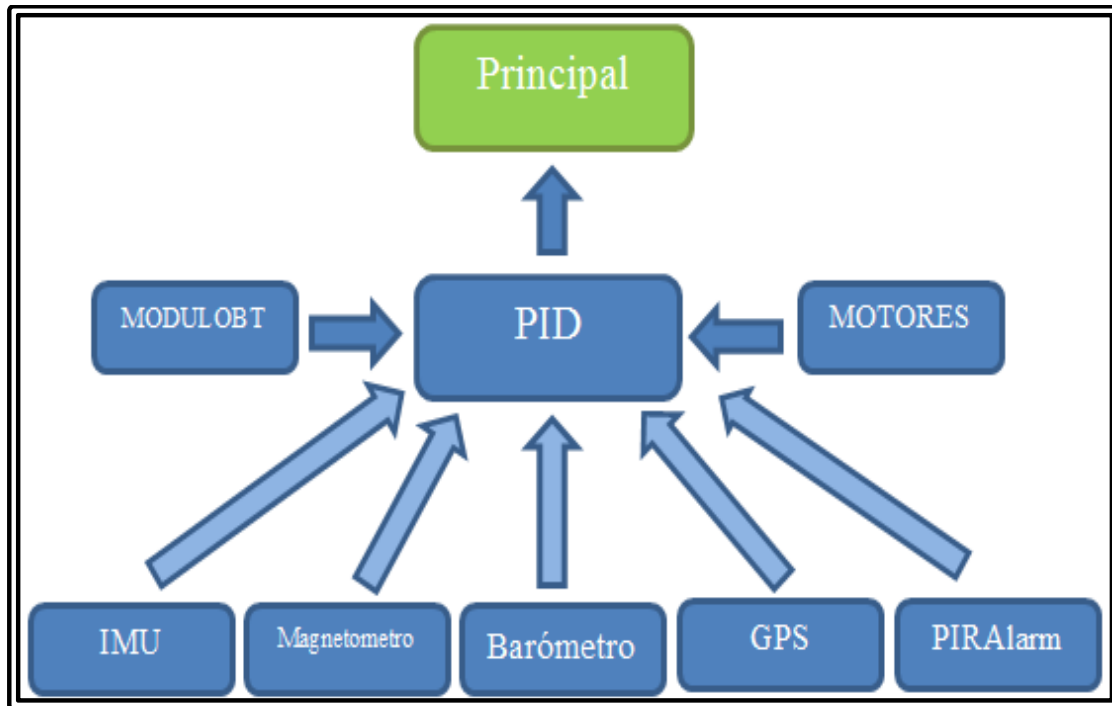 Principal
MODULOBT
PID
MOTORES
IMU
Magnetometro
Barómetro
GPS
PIRAlarm